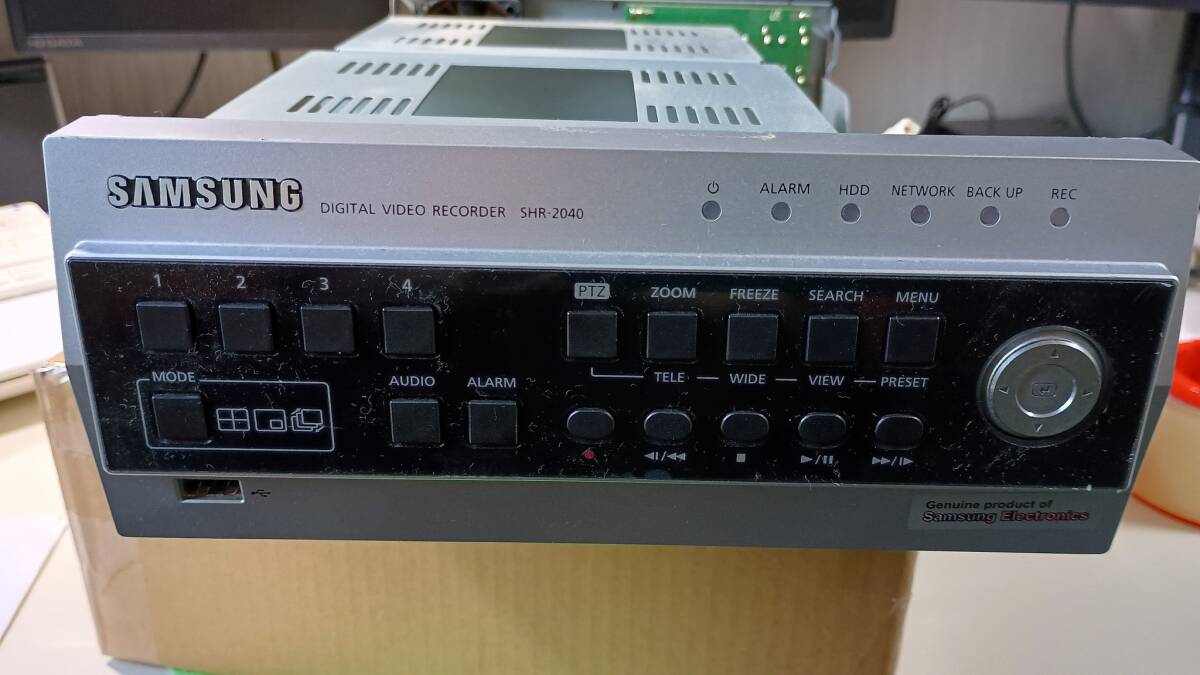 SAMSUNG
DIGITAL VIDEO RECORDER SHR-2040
ALARM HDD NETWORK BACK UP REC
1 2 3 4
PTZ ZOOM FREEZE SEARCH MENU
MODE AUDIO ALARM
TELE WIDE VIEW PRESET
Genuine product of
Samsung Electronics